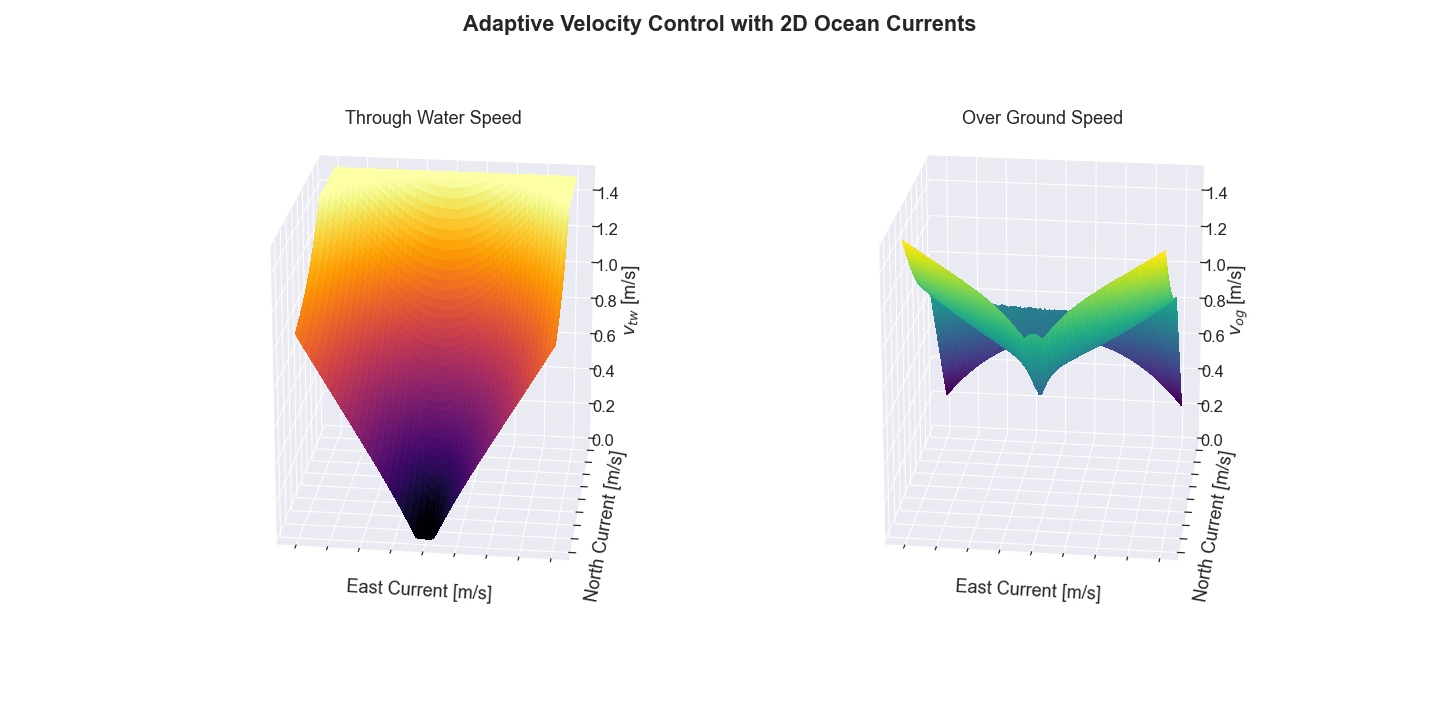 Adaptive Velocity Control with 2D Ocean Currents
Through Water Speed
1.4
1.2
1.0
0.8
0.6
0.4
0.2
0.0
v_tw [m/s]
North Current [m/s]
East Current [m/s]
Over Ground Speed
1.4
1.2
1.0
0.8
0.6
0.4
0.2
0.0
v_og [m/s]
North Current [m/s]
East Current [m/s]